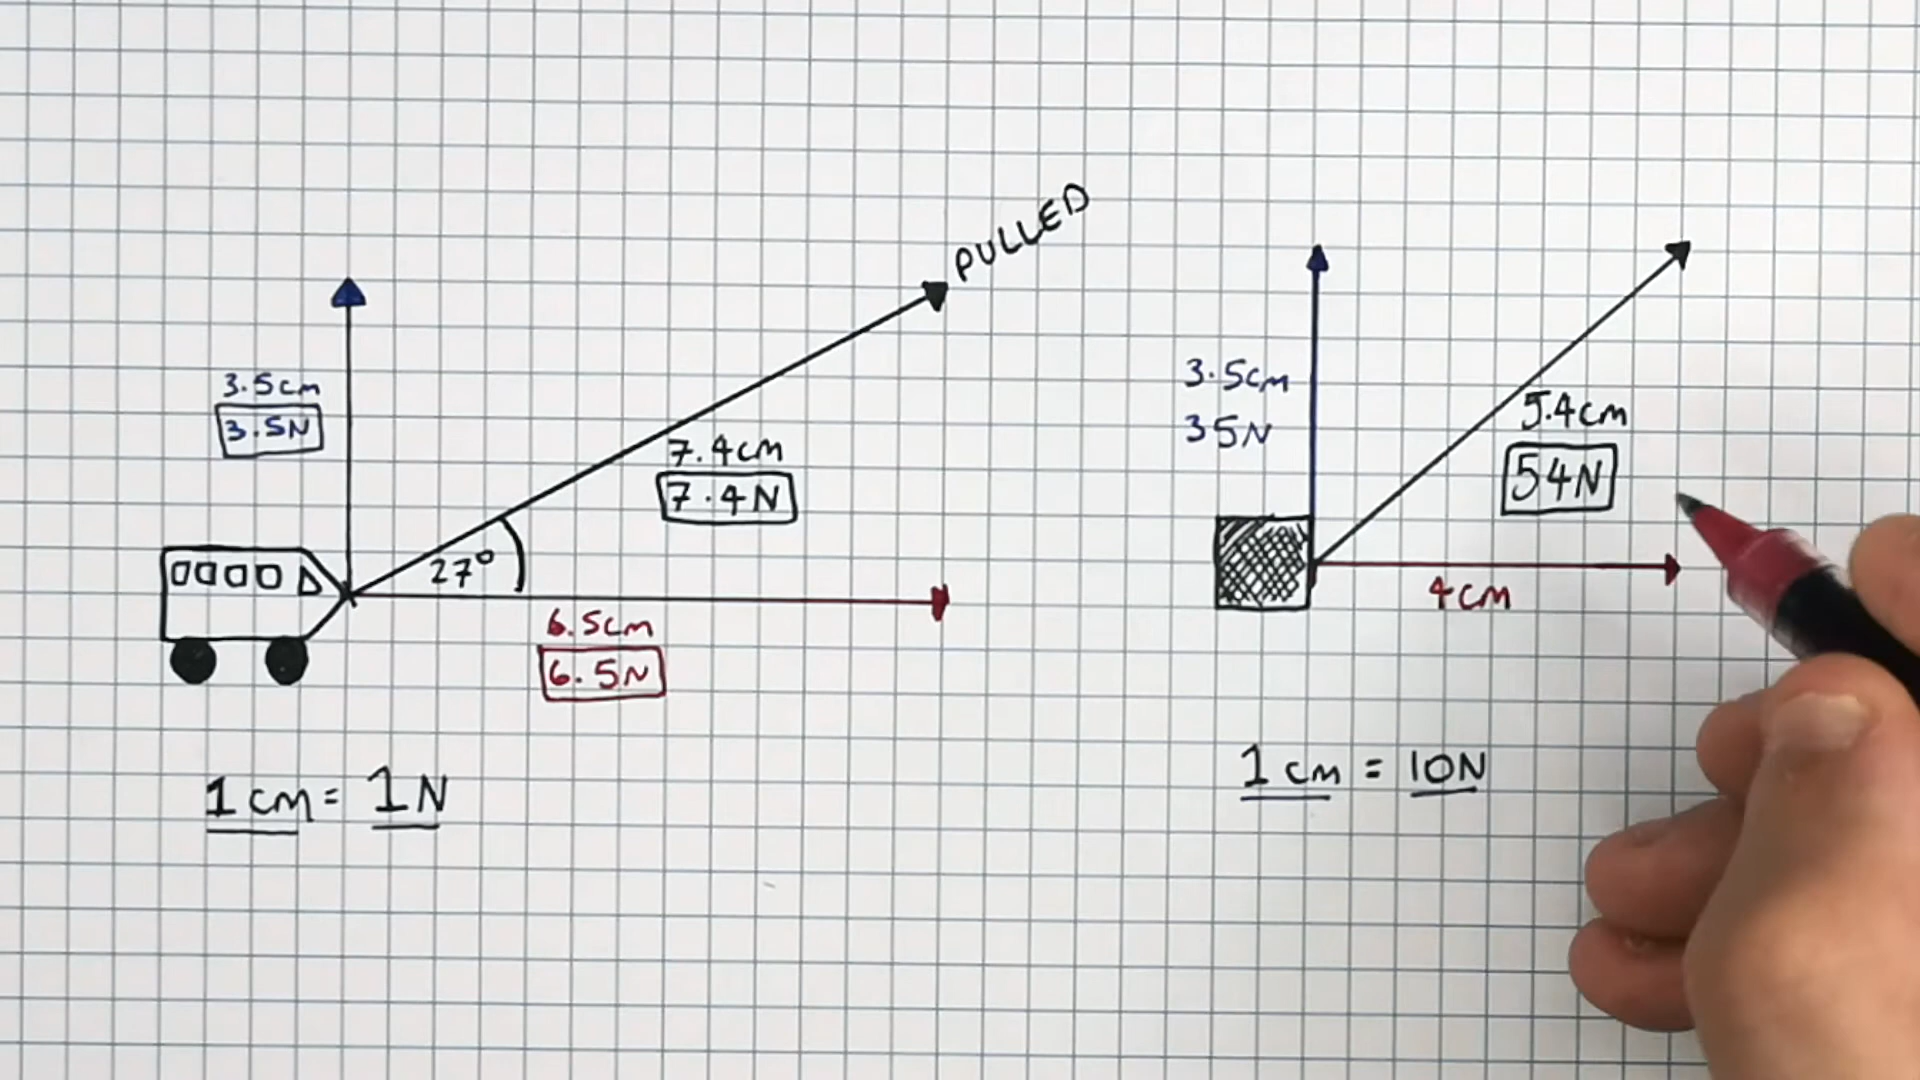 PULLED
3.5cm
3.5N
7.4cm
7.4N
27°
6.5cm
6.5N
1cm = 1N
3.5cm
35N
5.4cm
54N
4cm
1cm = 10N